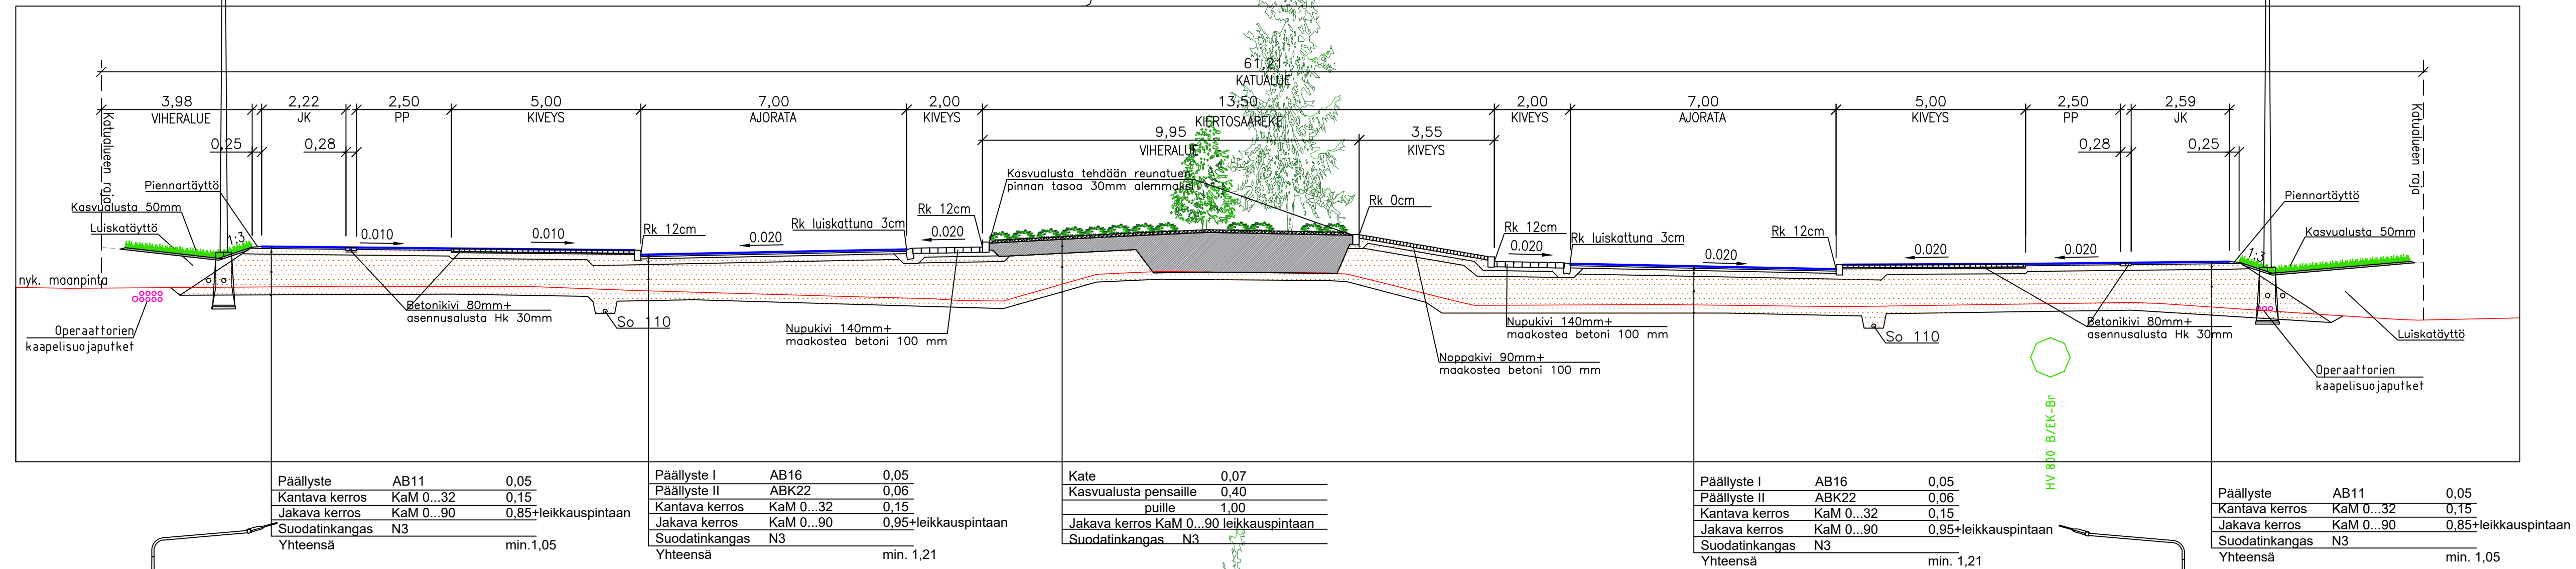 61,21
KATUALUE
3,98 2,22 2,50 5,00 7,00 2,00 13,50 2,00 7,00 5,00 2,50 2,59
VIHERALUE JK PP KIVEYS AJORATA KIVEYS KIERTOSAAREKE KIVEYS AJORATA KIVEYS PP JK
9,95 3,55
VIHERALUE KIVEYS
0,25 0,28 0,28 0,25
Katualueen raja
Katualueen raja
Piennartäyttö
Kasvualusta 50mm
Luiskatäyttö
1:3
nyk. maanpinta
Operaattorien
kaapelisuojaputket
0.010
0.010
Betonikivi 80mm+
asennusalusta Hk 30mm
So 110
Rk 12cm
0.020
Rk luiskattuna 3cm
Rk 12cm
0.020
Nupukivi 140mm+
maakostea betoni 100 mm
Kasvualusta tehdään reunatuen
pinnan tasoa 30mm alemmaksi
Rk 0cm
Rk 12cm
0.020
Rk luiskattuna 3cm
Nupukivi 140mm+
maakostea betoni 100 mm
Noppakivi 90mm+
maakostea betoni 100 mm
0.020
Rk 12cm
0.020
0.020
So 110
Betonikivi 80mm+
asennusalusta Hk 30mm
Piennartäyttö
Kasvualusta 50mm
1:3
Luiskatäyttö
Operaattorien
kaapelisuojaputket
HV 800 B/EK-Br
Päällyste AB11 0,05
Kantava kerros KaM 0...32 0,15
Jakava kerros KaM 0...90 0,85+leikkauspintaan
Suodatinkangas N3
Yhteensä min.1,05
Päällyste I AB16 0,05
Päällyste II ABK22 0,06
Kantava kerros KaM 0...32 0,15
Jakava kerros KaM 0...90 0,95+leikkauspintaan
Suodatinkangas N3
Yhteensä min. 1,21
Kate 0,07
Kasvualusta pensaille 0,40
puille 1,00
Jakava kerros KaM 0...90 leikkauspintaan
Suodatinkangas N3
Päällyste I AB16 0,05
Päällyste II ABK22 0,06
Kantava kerros KaM 0...32 0,15
Jakava kerros KaM 0...90 0,95+leikkauspintaan
Suodatinkangas N3
Yhteensä min. 1,21
Päällyste AB11 0,05
Kantava kerros KaM 0...32 0,15
Jakava kerros KaM 0...90 0,85+leikkauspintaan
Suodatinkangas N3
Yhteensä min. 1,05